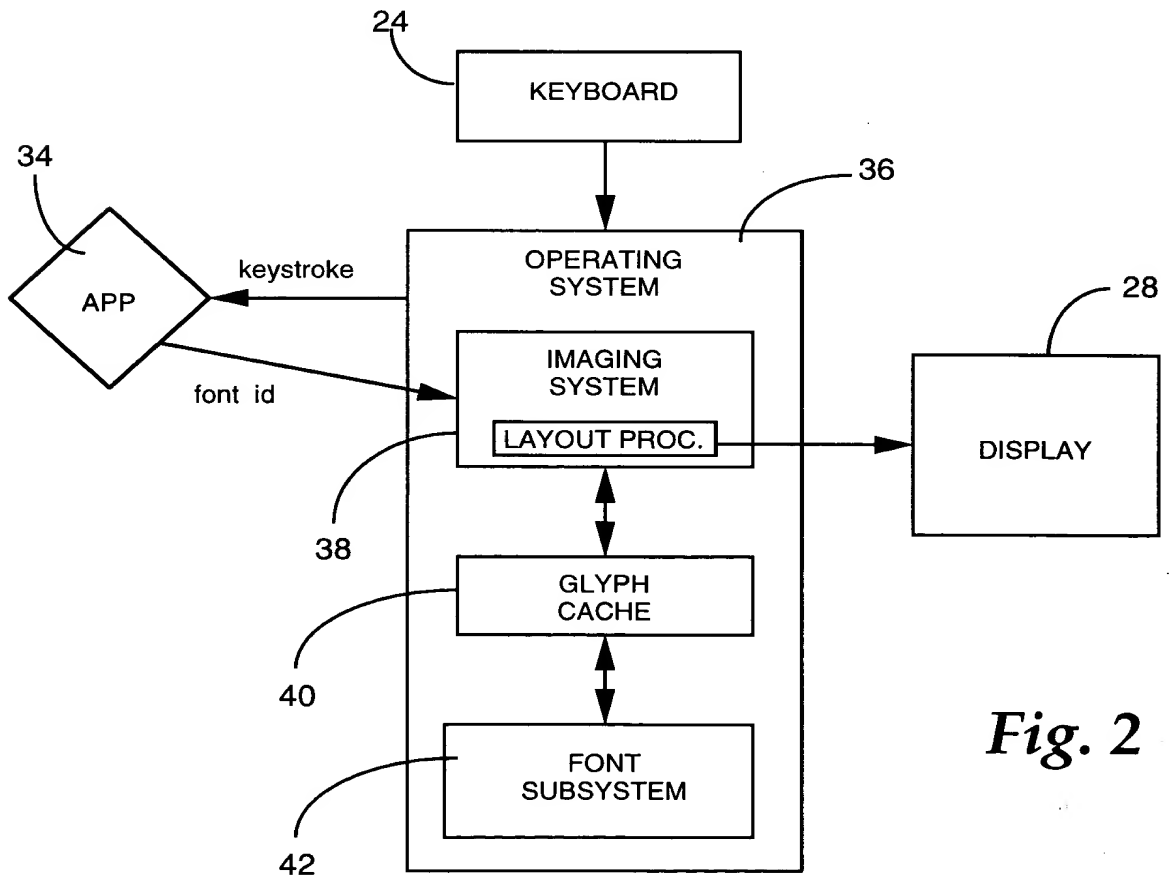 24
KEYBOARD
34
36
keystroke
OPERATING
SYSTEM
APP
28
IMAGING
SYSTEM
font id
LAYOUT PROC.
DISPLAY
38
GLYPH
CACHE
40
Fig. 2
FONT
SUBSYSTEM
42